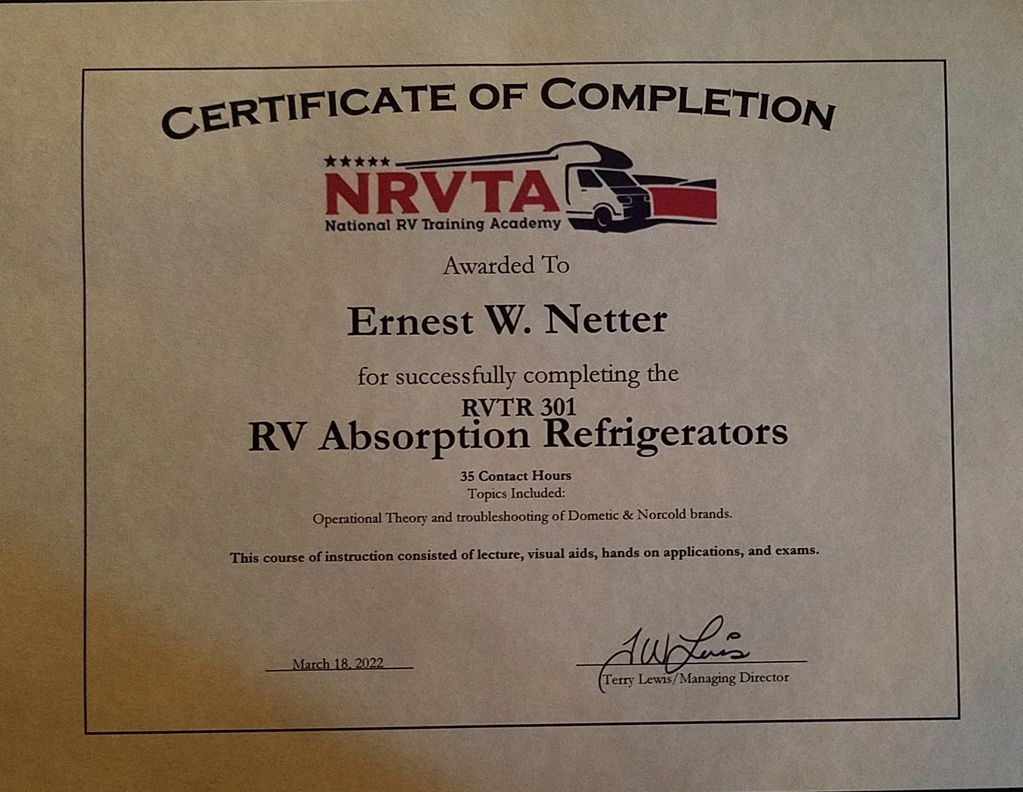 CERTIFICATE OF COMPLETION
★★★★★
NRVTA
National RV Training Academy
Awarded To
Ernest W. Netter
for successfully completing the
RVTR 301
RV Absorption Refrigerators
35 Contact Hours
Topics Included:
Operational Theory and troubleshooting of Dometic & Norcold brands.
This course of instruction consisted of lecture, visual aids, hands on applications, and exams.
March 18, 2022
TW Lewis
Terry Lewis/Managing Director